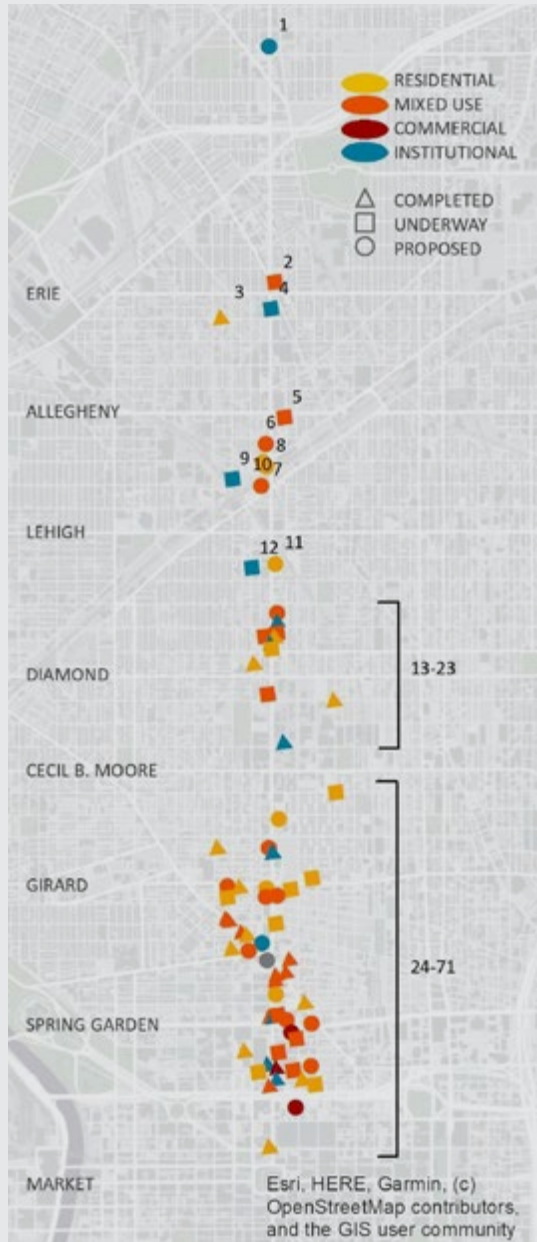 1
RESIDENTIAL
MIXED USE
COMMERCIAL
INSTITUTIONAL
COMPLETED
UNDERWAY
PROPOSED
2
ERIE
3
4
5
ALLEGHENY
6
8
9
10
7
LEHIGH
12
11
13-23
DIAMOND
CECIL B. MOORE
GIRARD
24-71
SPRING GARDEN
MARKET
Esri, HERE, Garmin, (c)
OpenStreetMap contributors,
and the GIS user community